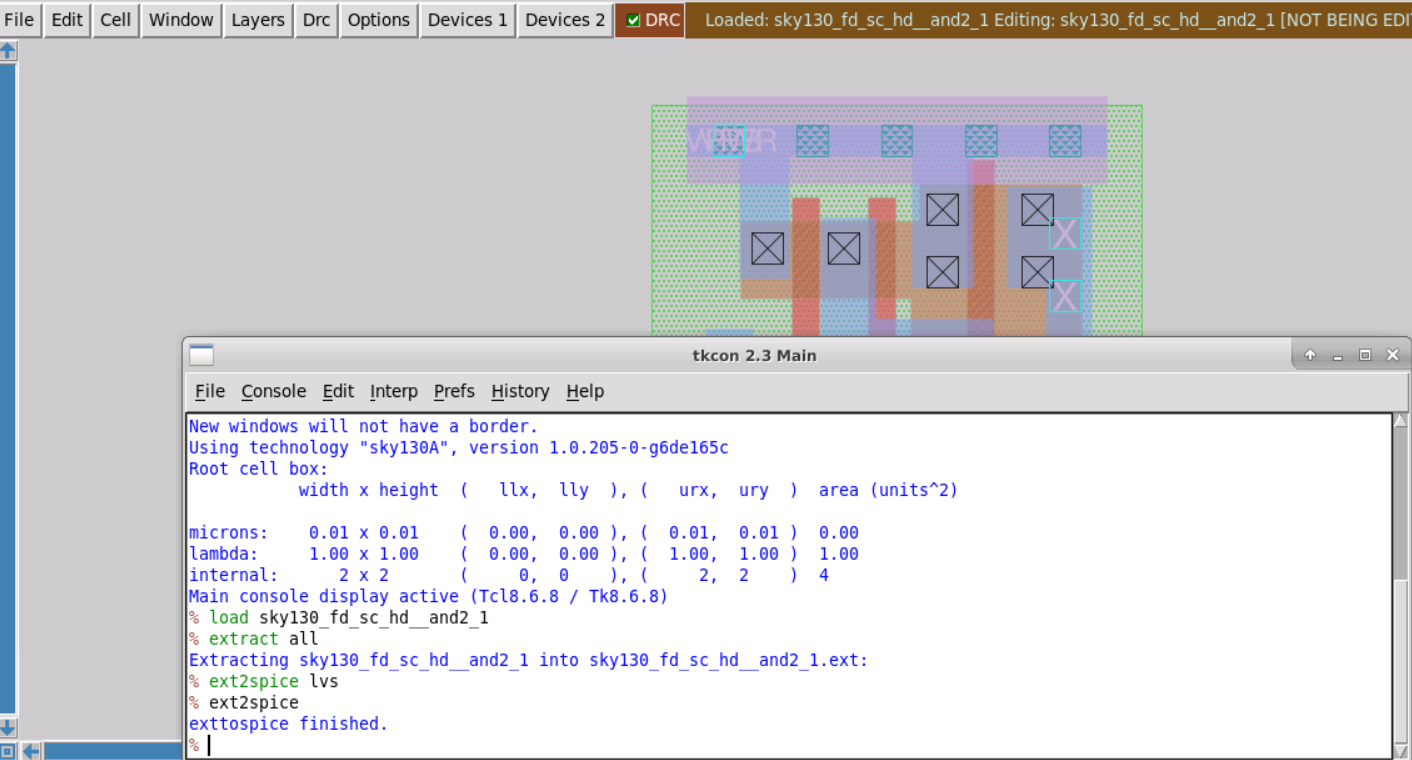 File Edit Cell Window Layers Drc Options Devices 1 Devices 2 DRC Loaded: sky130_fd_sc_hd__and2_1 Editing: sky130_fd_sc_hd__and2_1 [NOT BEING EDI
X
X
tkcon 2.3 Main
File Console Edit Interp Prefs History Help
New windows will not have a border.
Using technology "sky130A", version 1.0.205-0-g6de165c
Root cell box:
width x height ( llx, lly ), ( urx, ury ) area (units^2)
microns: 0.01 x 0.01 ( 0.00, 0.00 ), ( 0.01, 0.01 ) 0.00
lambda: 1.00 x 1.00 ( 0.00, 0.00 ), ( 1.00, 1.00 ) 1.00
internal: 2 x 2 ( 0, 0 ), ( 2, 2 ) 4
Main console display active (Tcl8.6.8 / Tk8.6.8)
% load sky130_fd_sc_hd__and2_1
% extract all
Extracting sky130_fd_sc_hd__and2_1 into sky130_fd_sc_hd__and2_1.ext:
% ext2spice lvs
% ext2spice
exttospice finished.
%